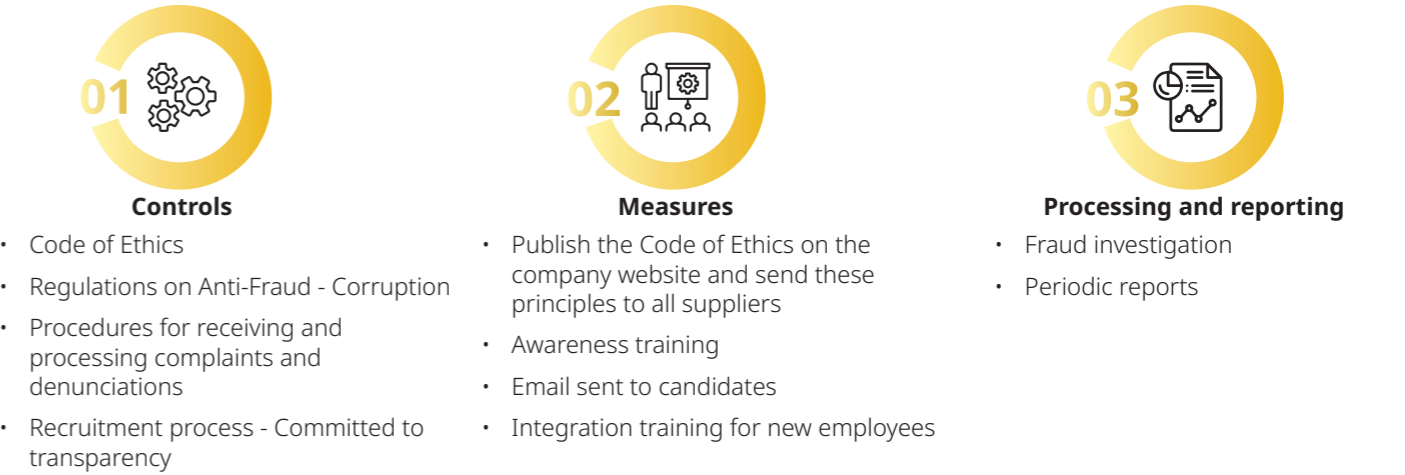 01
Controls
• Code of Ethics
• Regulations on Anti-Fraud - Corruption
• Procedures for receiving and
processing complaints and
denunciations
• Recruitment process - Committed to
transparency
02
Measures
• Publish the Code of Ethics on the
company website and send these
principles to all suppliers
• Awareness training
• Email sent to candidates
• Integration training for new employees
03
Processing and reporting
• Fraud investigation
• Periodic reports